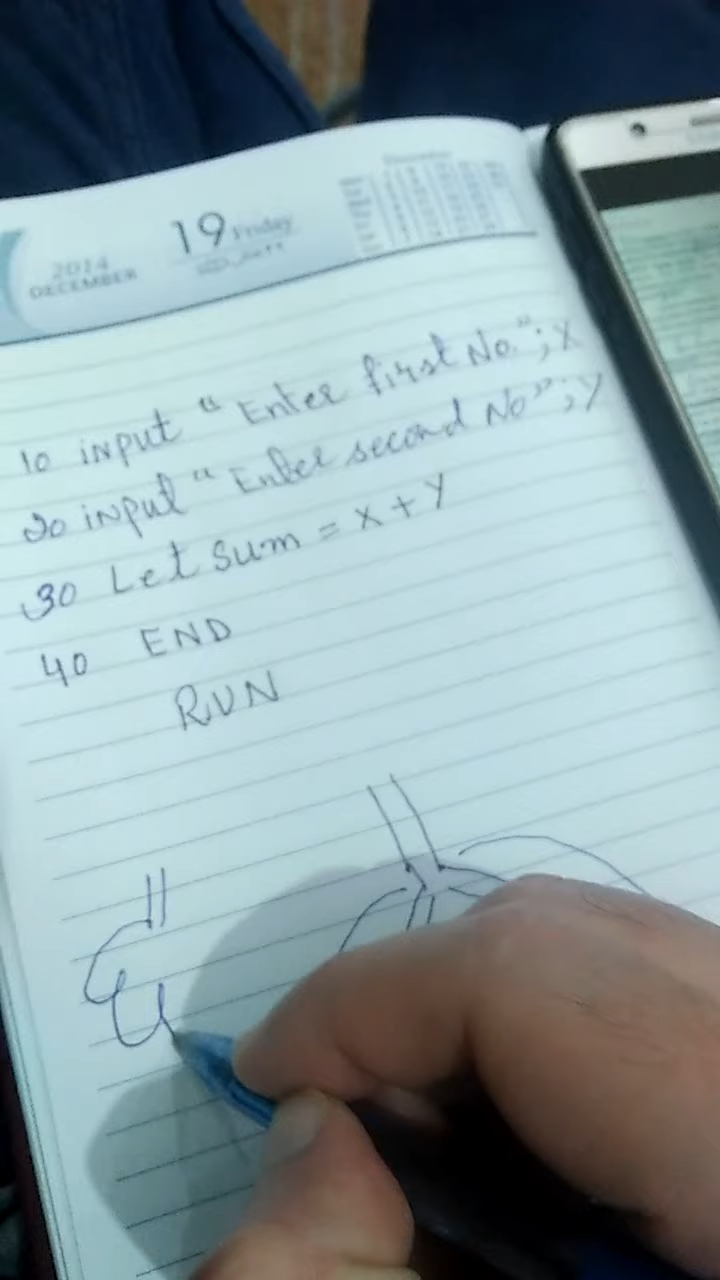 2014
DECEMBER
19 Friday
10 input “ Enter first No.” ; X
20 input “ Enter second No” ; Y
30 Let Sum = X + Y
40 END
RUN